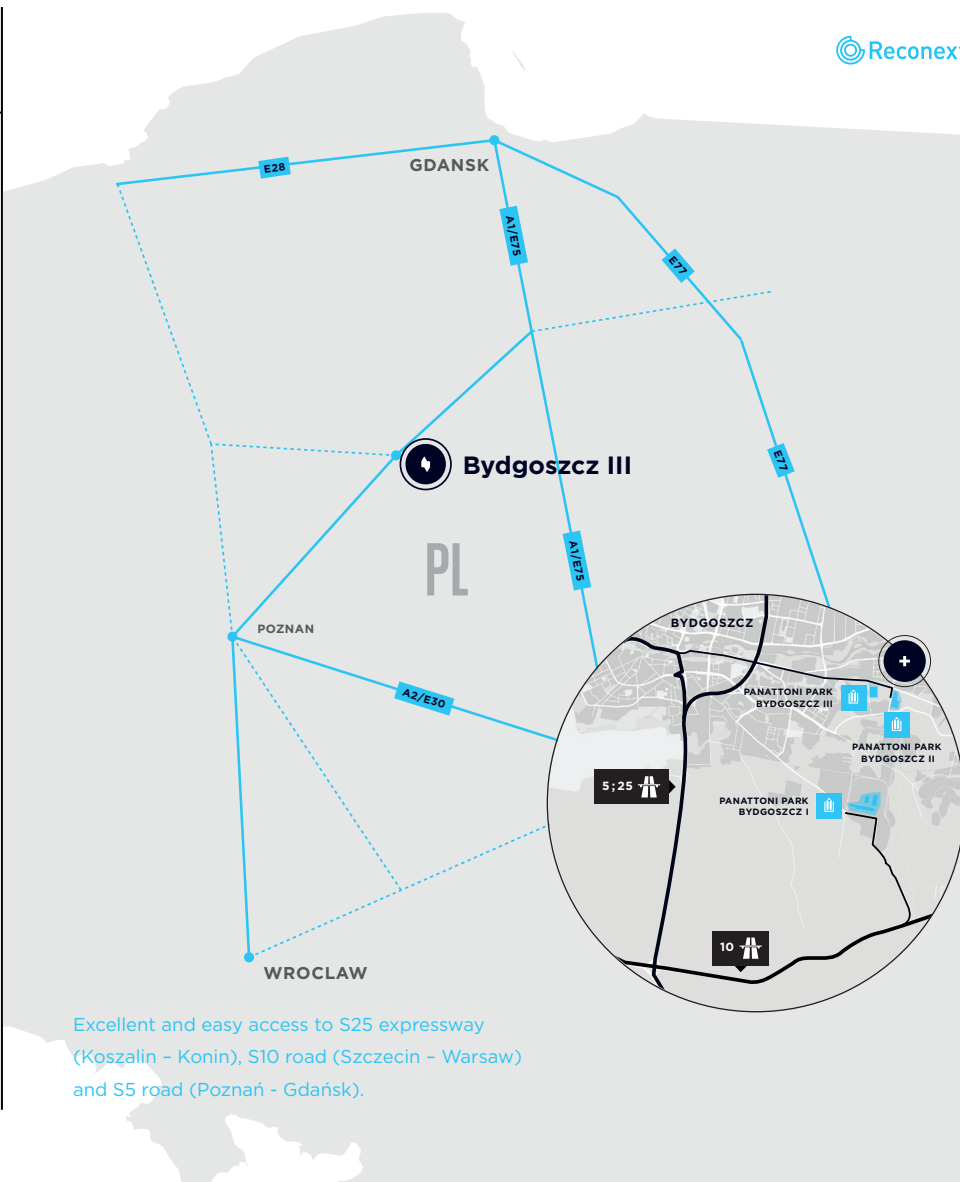 Reconext
E28
GDANSK
A1/E75
E77
Bydgoszcz III
E77
PL
A1/E75
POZNAN
BYDGOSZCZ
A2/E30
PANATTONI PARK
BYDGOSZCZ III
PANATTONI PARK
BYDGOSZCZ II
5;25
PANATTONI PARK
BYDGOSZCZ I
10
WROCLAW
Excellent and easy access to S25 expressway
(Koszalin – Konin), S10 road (Szczecin – Warsaw)
and S5 road (Poznań - Gdańsk).